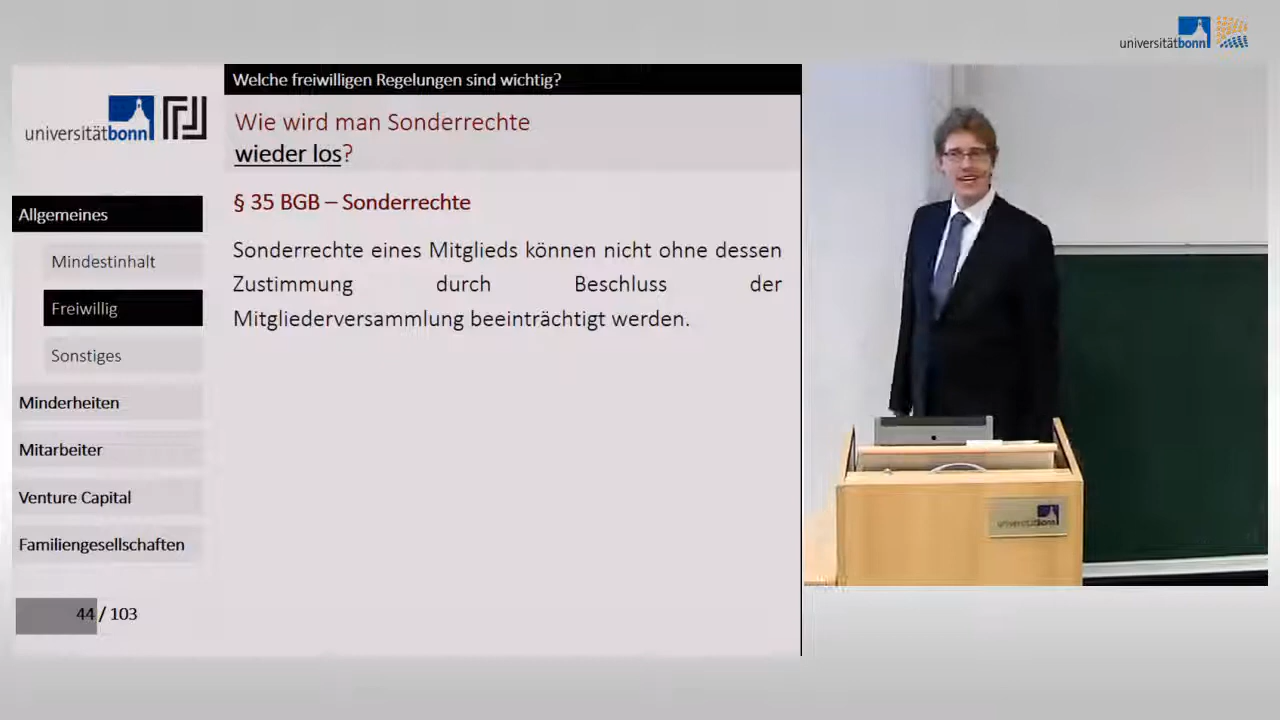 universitätbonn
Welche freiwilligen Regelungen sind wichtig?
universitätbonn
Wie wird man Sonderrechte
wieder los?
§ 35 BGB – Sonderrechte
Sonderrechte eines Mitglieds können nicht ohne dessen
Zustimmung durch Beschluss der
Mitgliederversammlung beeinträchtigt werden.
Allgemeines
Mindestinhalt
Freiwillig
Sonstiges
Minderheiten
Mitarbeiter
Venture Capital
Familiengesellschaften
44 / 103
universitätbonn